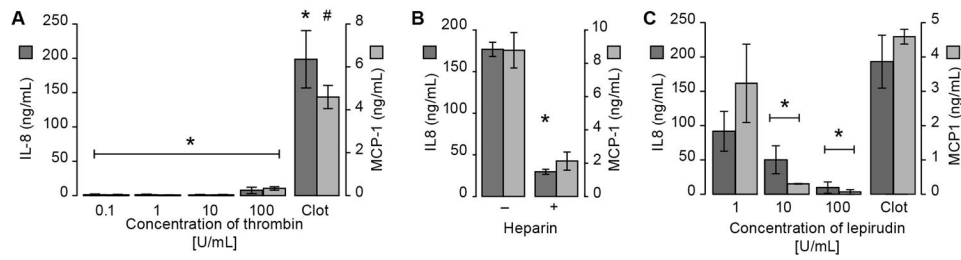 A
IL-8 (ng/mL)
250
200
150
100
50
0
*
* #
8
6
4
6
2
0
MCP-1 (ng/mL)
0.1 1 10 100 Clot
Concentration of thrombin
[U/mL]
B
IL8 (ng/mL)
200
150
100
50
0
*
10
8
6
4
2
0
MCP-1 (ng/mL)
– +
Heparin
C
IL8 (ng/mL)
250
200
150
100
50
0
*
*
5
4
3
2
1
0
MCP1 (ng/mL)
1 10 100 Clot
Concentration of lepirudin
[U/mL]